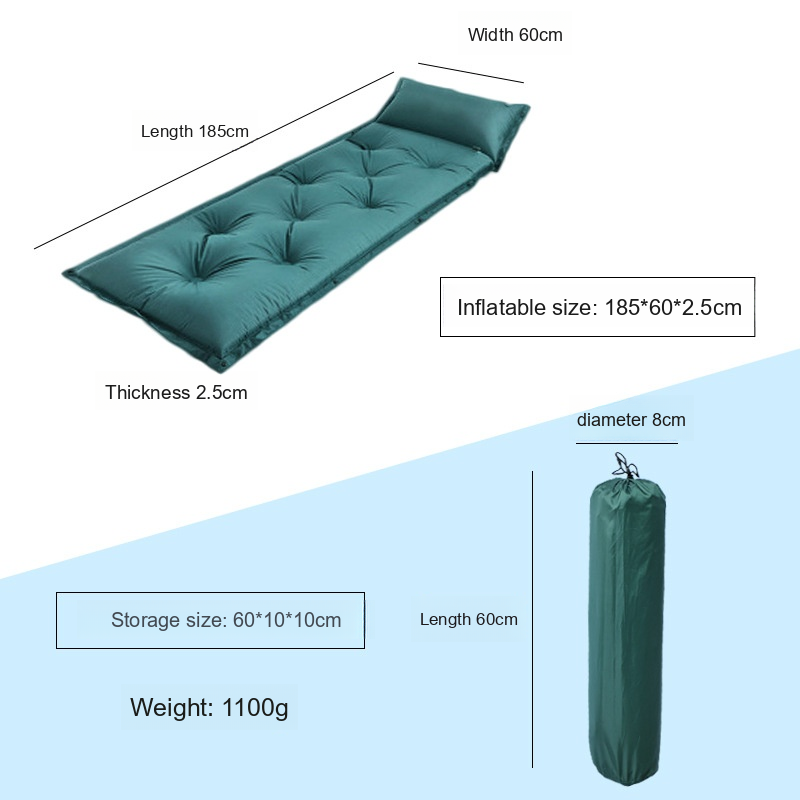 Width 60cm
Length 185cm
Inflatable size: 185*60*2.5cm
Thickness 2.5cm
diameter 8cm
Storage size: 60*10*10cm
Length 60cm
Weight: 1100g